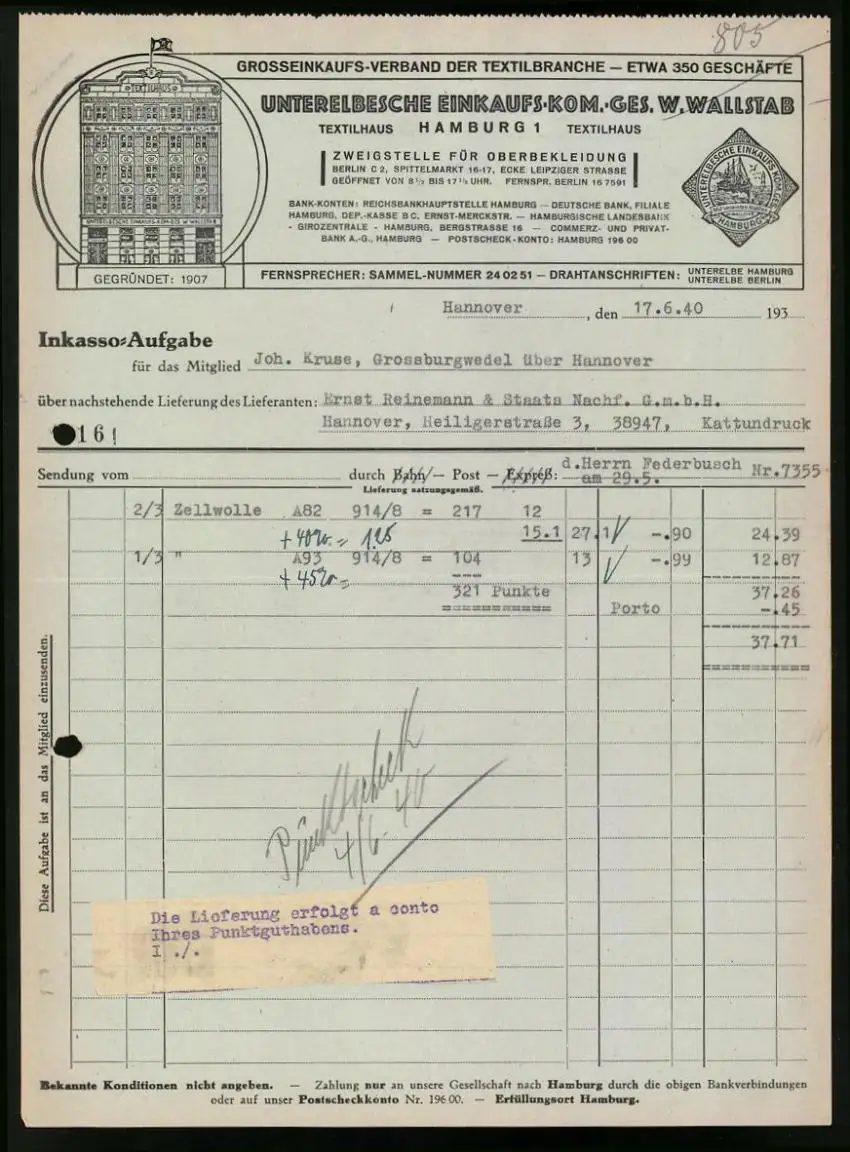 805
GROSSEINKAUFS-VERBAND DER TEXTILBRANCHE — ETWA 350 GESCHÄFTE
TEXTILHAUS
UNTERELBESCHE EINKAUFS-KOM.-GES. W. WALLSTAB
TEXTILHAUS HAMBURG 1 TEXTILHAUS
ZWEIGSTELLE FÜR OBERBEKLEIDUNG
BERLIN C 2, SPITTELMARKT 16-17, ECKE LEIPZIGER STRASSE
GEÖFFNET VON 8½ BIS 17½ UHR. FERNSPR. BERLIN 16 7591
UNTERELBESCHE EINKAUFS KOM. GES.
HAMBURG
BANK-KONTEN: REICHSBANKHAUPTSTELLE HAMBURG — DEUTSCHE BANK, FILIALE
HAMBURG, DEP.-KASSE B C, ERNST-MERCKSTR. — HAMBURGISCHE LANDESBANK
- GIROZENTRALE - HAMBURG, BERGSTRASSE 16 — COMMERZ- UND PRIVAT-
BANK A.-G., HAMBURG — POSTSCHECK-KONTO: HAMBURG 196 00
UNTERELBESCHE EINKAUFS-KOM-GES W. WALLSTAB
GEGRÜNDET: 1907
FERNSPRECHER: SAMMEL-NUMMER 24 02 51 — DRAHTANSCHRIFTEN: UNTERELBE HAMBURG
UNTERELBE BERLIN
Hannover, den 17.6.40 193
Inkasso=Aufgabe
für das Mitglied Joh. Kruse, Grossburgwedel über Hannover
über nachstehende Lieferung des Lieferanten: Ernst Reinemann & Staats Nachf. G.m.b.H.
Hannover, Heiligerstraße 3, 38947, Kattundruck
16
Sendung vom durch Bahn — Post — Expreß: d.Herrn Federbusch Nr.7355
am 29.5.
Lieferung satzungsgemäß.
2/3 Zellwolle A82 914/8 = 217 12
15.1 27.1 -.90 24.39
1/3 " A93 914/8 = 104 13 -.99 12.87
321 Punkte 37.26
Porto -.45
37.71
Diese Aufgabe ist an das Mitglied einzusenden.
Punktscheck
4/6. 40
Die Lieferung erfolgt a conto
Ihres Punktguthabens.
I ./.
Bekannte Konditionen nicht angeben. — Zahlung nur an unsere Gesellschaft nach Hamburg durch die obigen Bankverbindungen
oder auf unser Postscheckkonto Nr. 196 00. — Erfüllungsort Hamburg.